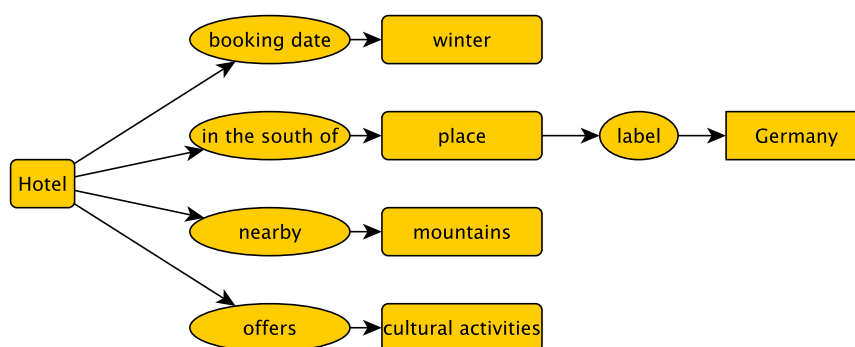 booking date
winter
in the south of
place
label
Germany
Hotel
nearby
mountains
offers
cultural activities